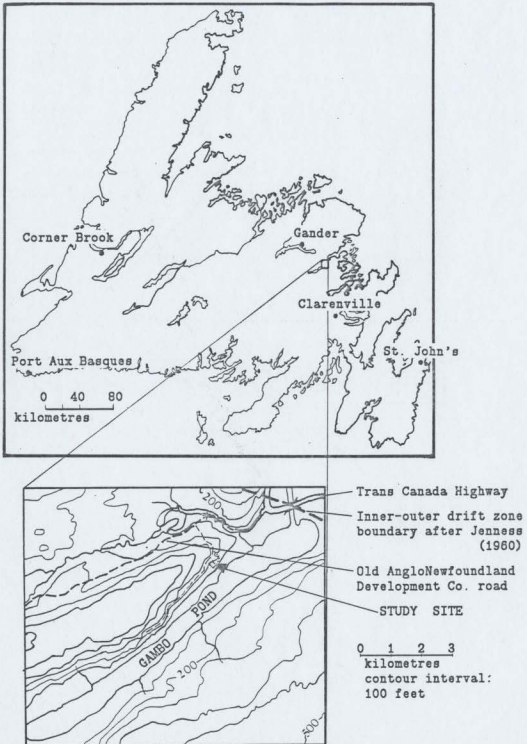 Corner Brook
Gander
Clarenville
St. John's
Port Aux Basques
0 40 80
kilometres
200
GAMBO POND
200
500
Trans Canada Highway
Inner-outer drift zone
boundary after Jenness
(1960)
Old AngloNewfoundland
Development Co. road
STUDY SITE
0 1 2 3
kilometres
contour interval:
100 feet